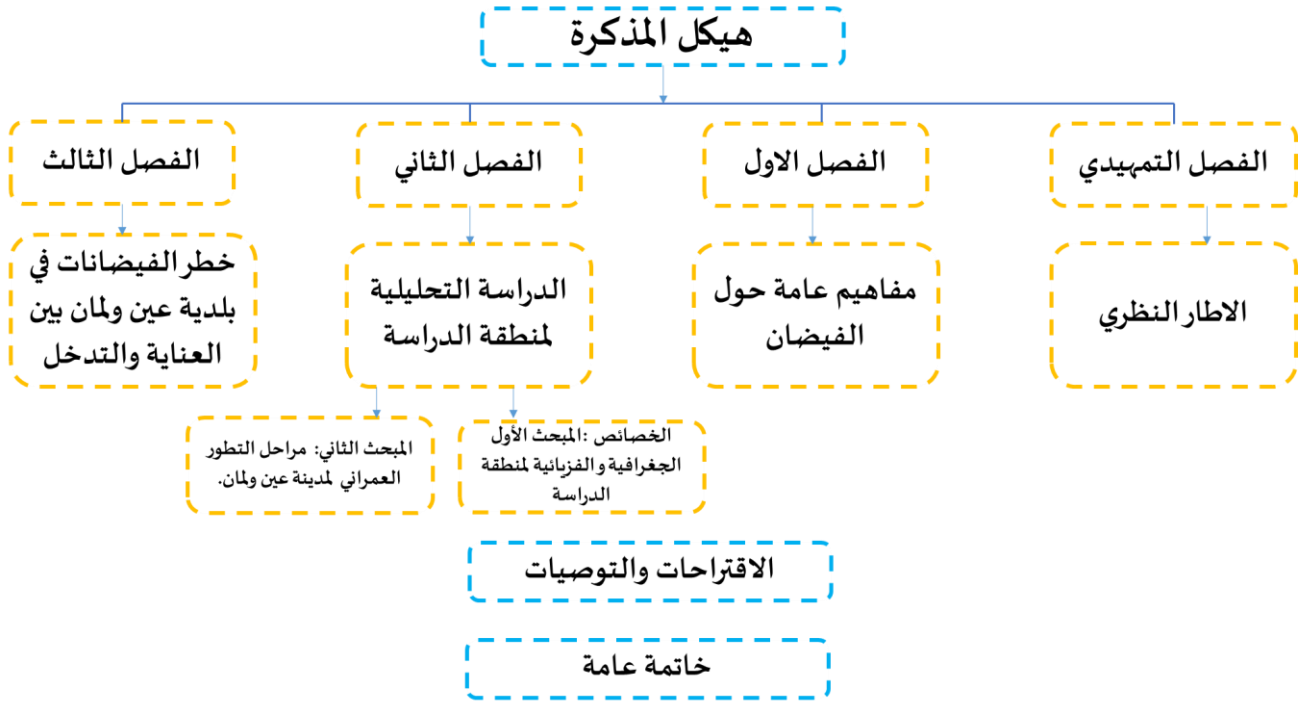 هيكل المذكرة
الفصل التمهيدي
الفصل الاول
الفصل الثاني
الفصل الثالث
الاطار النظري
مفاهيم عامة حول
الفيضان
الدراسة التحليلية
لمنطقة الدراسة
خطر الفيضانات في
بلدية عين ولمان بين
العناية والتدخل
الخصائص :المبحث الأول
الجغرافية والفزيائية لمنطقة
الدراسة
المبحث الثاني: مراحل التطور
العمراني لمدينة عين ولمان.
الاقتراحات والتوصيات
خاتمة عامة